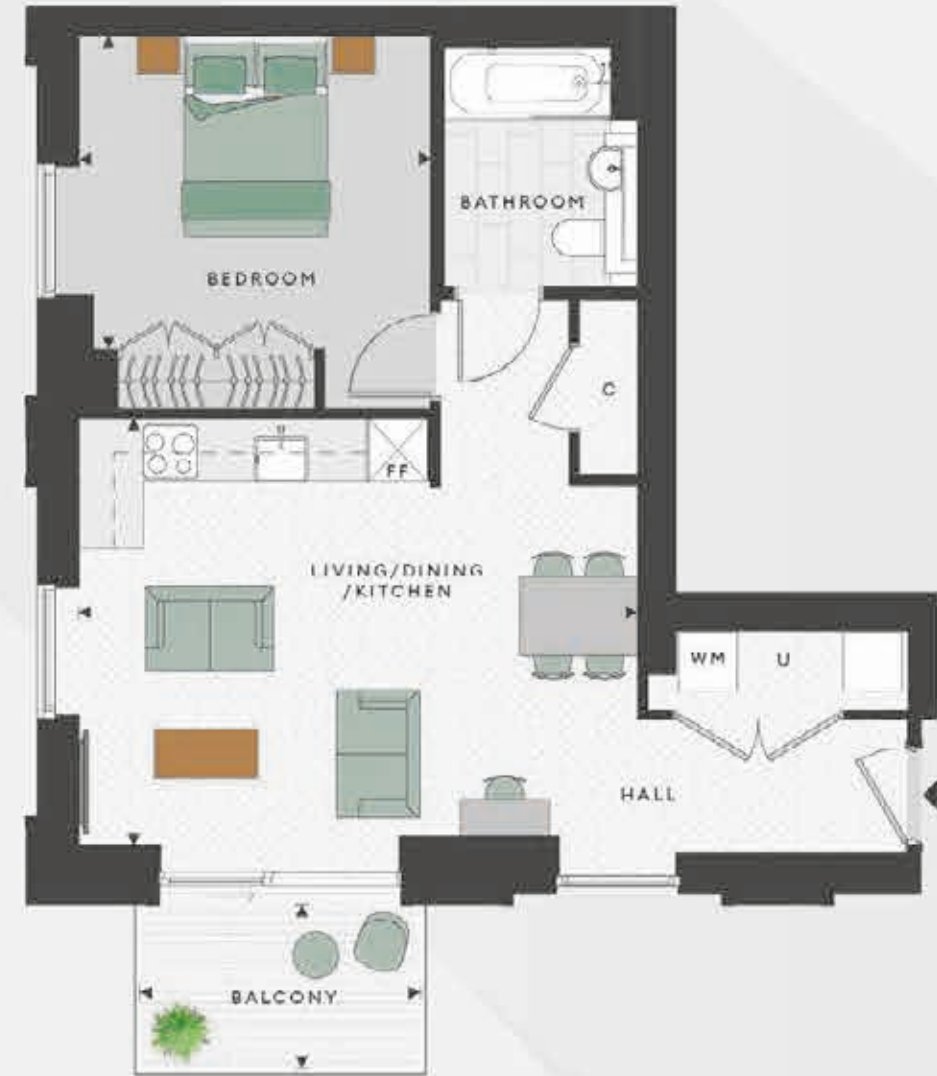 BATHROOM
BEDROOM
C
FF
LIVING/DINING
/KITCHEN
WM
U
HALL
BALCONY